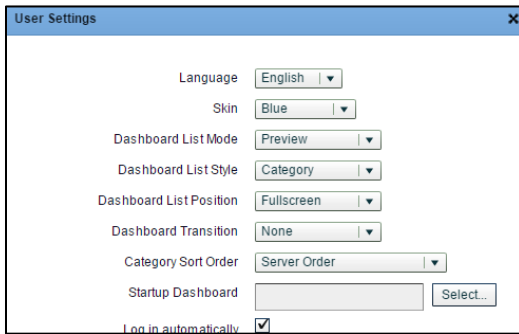 User Settings
Language English
Skin Blue
Dashboard List Mode Preview
Dashboard List Style Category
Dashboard List Position Fullscreen
Dashboard Transition None
Category Sort Order Server Order
Startup Dashboard Select...
Log in automatically